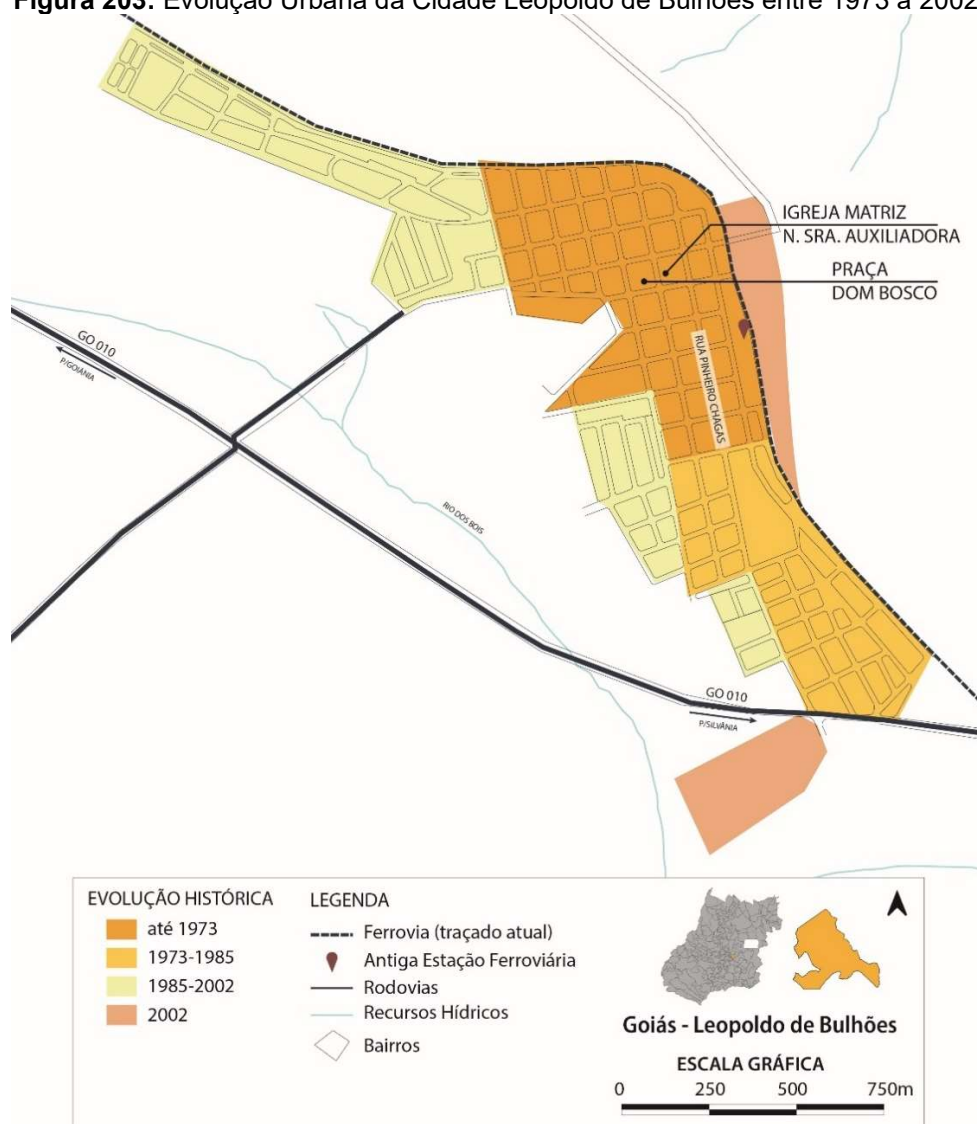 Figura 203: Evolução Urbana da Cidade Leopoldo de Bulhões entre 1973 a 2002
IGREJA MATRIZ
N. SRA. AUXILIADORA
PRAÇA
DOM BOSCO
RUA PINHEIRO CHAGAS
GO 010
P/GOIÂNIA
RIO DOS BOIS
GO 010
P/SILVÂNIA
EVOLUÇÃO HISTÓRICA
até 1973
1973-1985
1985-2002
2002
LEGENDA
Ferrovia (traçado atual)
Antiga Estação Ferroviária
Rodovias
Recursos Hídricos
Bairros
Goiás - Leopoldo de Bulhões
ESCALA GRÁFICA
0 250 500 750m